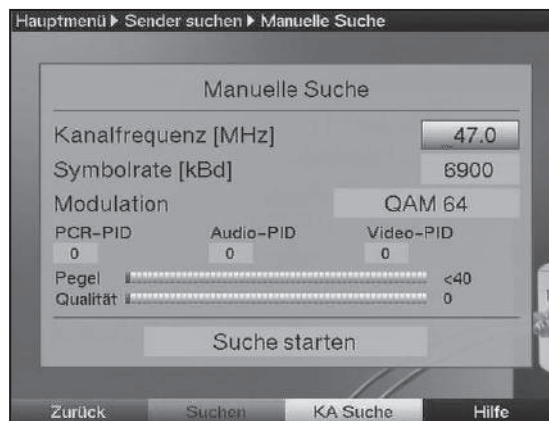 Hauptmenü ▶ Sender suchen ▶ Manuelle Suche
Manuelle Suche
Kanalfrequenz [MHz] 47.0
Symbolrate [kBd] 6900
Modulation QAM 64
PCR-PID Audio-PID Video-PID
0 0 0
Pegel <40
Qualität 0
Suche starten
Zurück Suchen KA Suche Hilfe